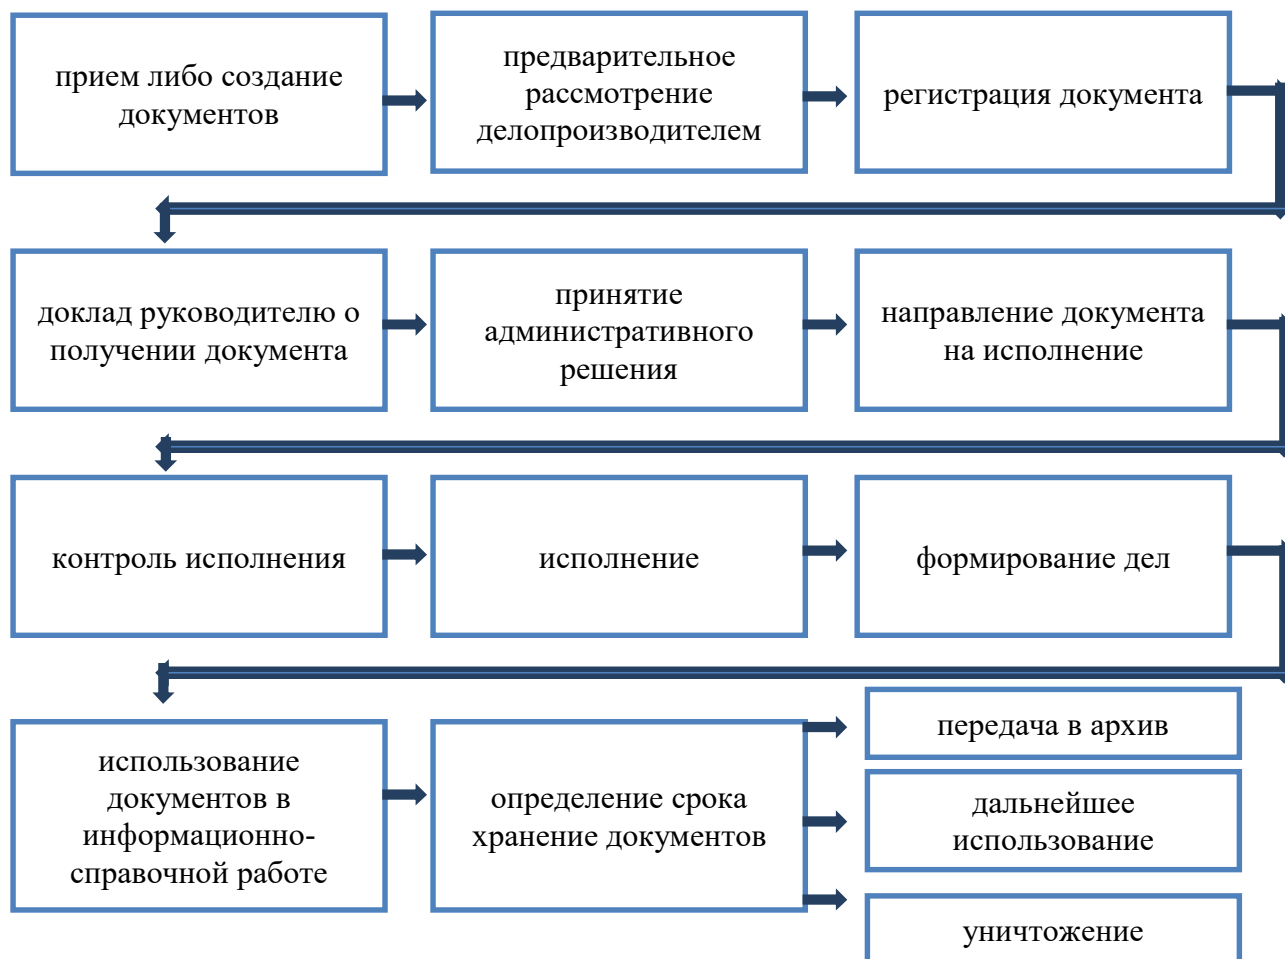 прием либо создание
документов
предварительное
рассмотрение
делопроизводителем
регистрация документа
доклад руководителю о
получении документа
принятие
административного
решения
направление документа
на исполнение
контроль исполнения
исполнение
формирование дел
использование
документов в
информационно-
справочной работе
определение срока
хранение документов
передача в архив
дальнейшее
использование
уничтожение